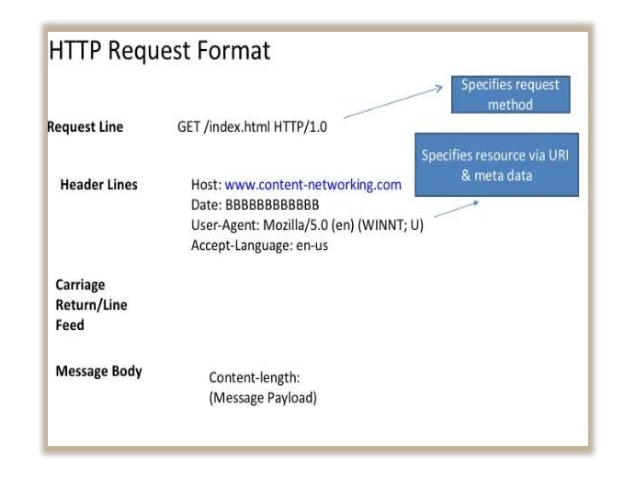 HTTP Request Format
Specifies request
method
Request Line GET /index.html HTTP/1.0
Specifies resource via URI
& meta data
Header Lines Host: www.content-networking.com
Date: BBBBBBBBBBBB
User-Agent: Mozilla/5.0 (en) (WINNT; U)
Accept-Language: en-us
Carriage
Return/Line
Feed
Message Body
Content-length:
(Message Payload)